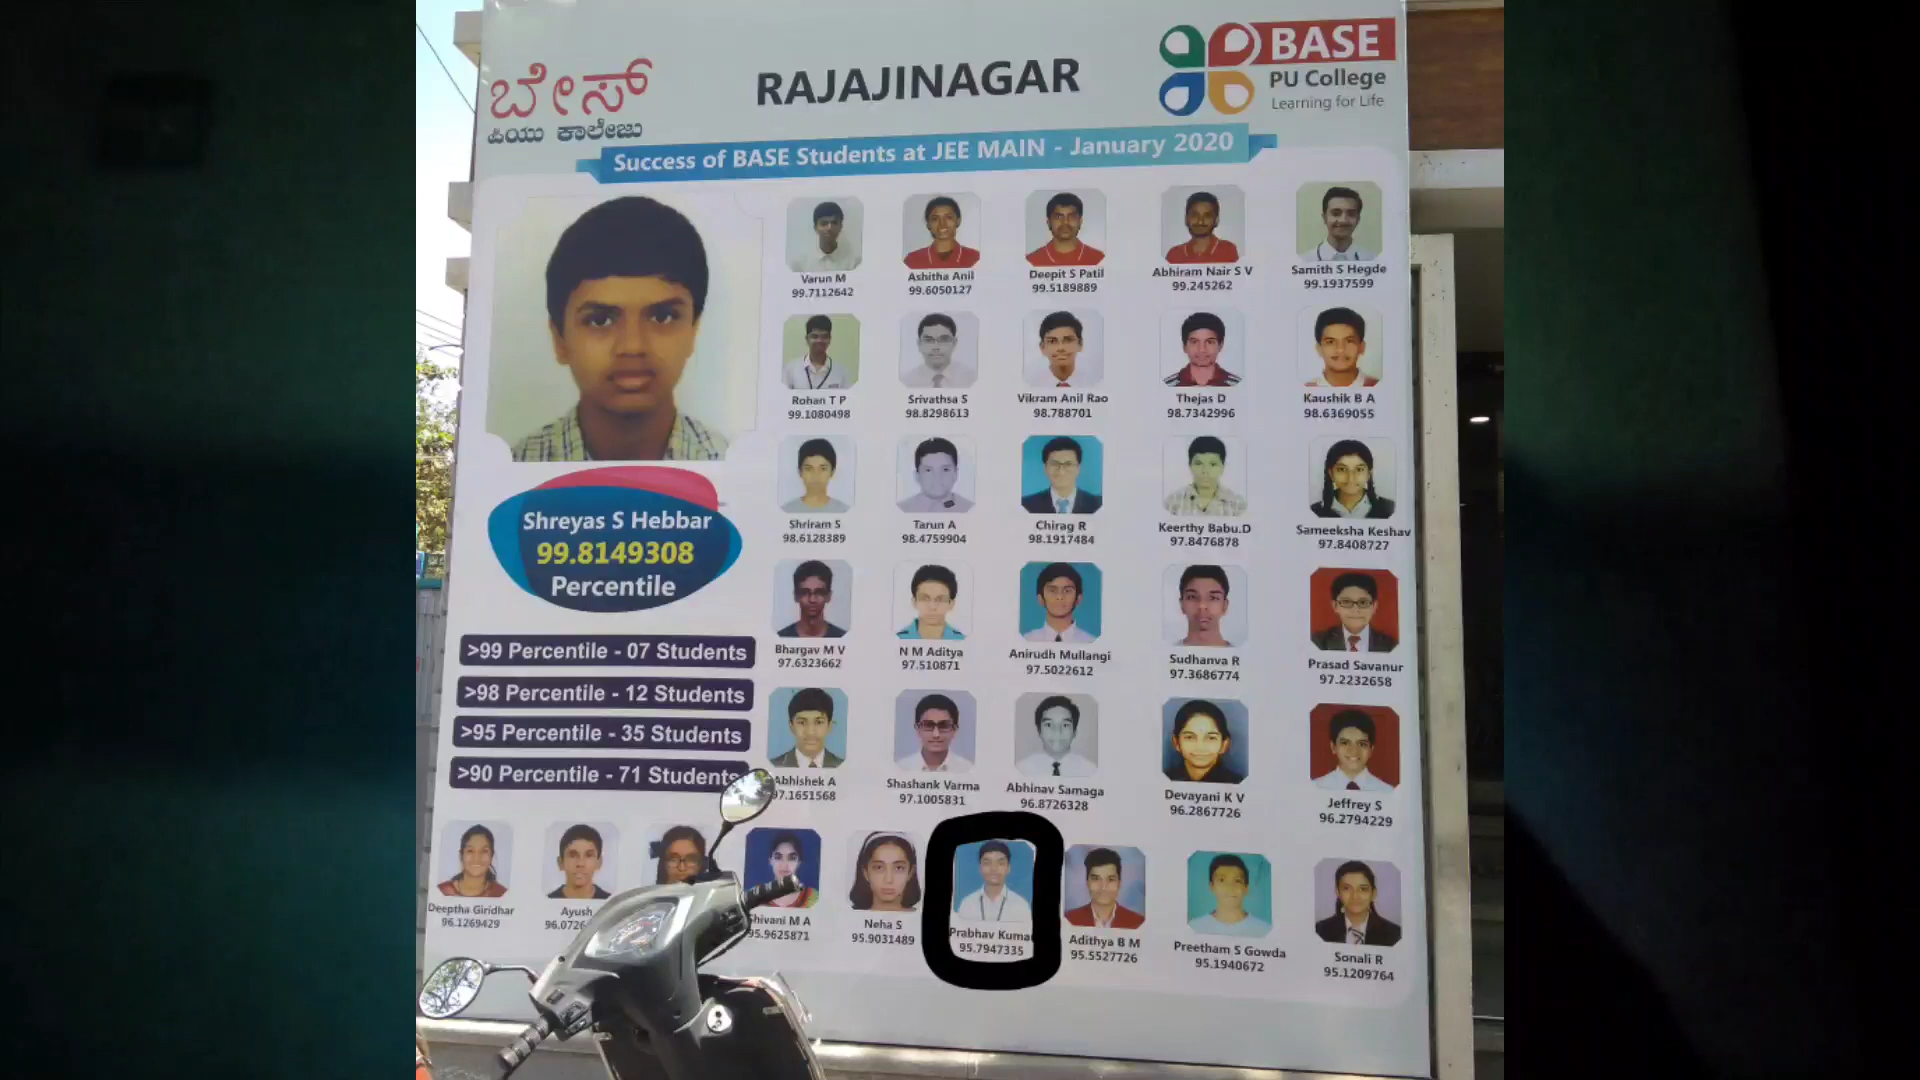 ಬೇಸ್
ಪಿಯು ಕಾಲೇಜು
RAJAJINAGAR
BASE
PU College
Learning for Life
Success of BASE Students at JEE MAIN - January 2020
Varun M
99.7112642
Ashitha Anil
99.6050127
Deepit S Patil
99.5189889
Abhiram Nair S V
99.245262
Samith S Hegde
99.1937599
Rohan T P
99.1080498
Srivathsa S
98.8298613
Vikram Anil Rao
98.788701
Thejas D
98.7342996
Kaushik B A
98.6369055
Shriram S
98.6128389
Tarun A
98.4759904
Chirag R
98.1917484
Keerthy Babu.D
97.8476878
Sameeksha Keshav
97.8408727
Shreyas S Hebbar
99.8149308
Percentile
Bhargav M V
97.6323662
N M Aditya
97.510871
Anirudh Mullangi
97.5022612
Sudhanva R
97.3686774
Prasad Savanur
97.2232658
>99 Percentile - 07 Students
>98 Percentile - 12 Students
>95 Percentile - 35 Students
>90 Percentile - 71 Students
Abhishek A
97.1651568
Shashank Varma
97.1005831
Abhinav Samaga
96.8726328
Devayani K V
96.2867726
Jeffrey S
96.2794229
Deeptha Giridhar
96.1269429
Ayush
96.0726
Shivani M A
95.9625871
Neha S
95.9031489
Prabhav Kuma
95.7947335
Adithya B M
95.5527726
Preetham S Gowda
95.1940672
Sonali R
95.1209764